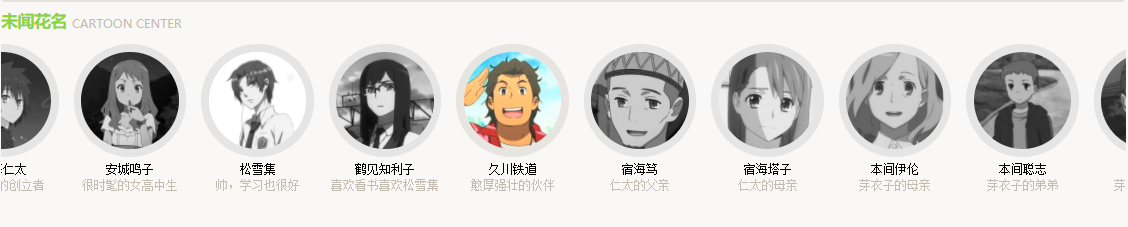 未闻花名 CARTOON CENTER
仁太 安城鸣子 松雪集 鹤见知利子 久川铁道 宿海笃 宿海塔子 本间伊伦 本间聪志
的创立者 很时髦的女高中生 帅，学习也很好 喜欢看书喜欢松雪集 憨厚强壮的伙伴 仁太的父亲 仁太的母亲 芽衣子的母亲 芽衣子的弟弟 芽